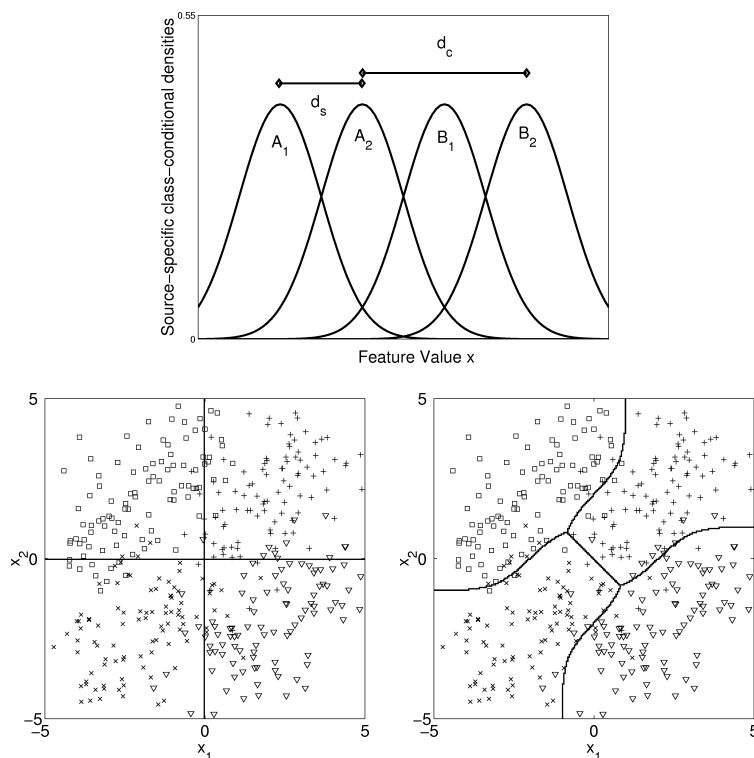 Source−specific class−conditional densities
0.55
0
d_c
d_s
A_1
A_2
B_1
B_2
Feature Value x
5
0
−5
x_2
−5
0
5
x_1
5
0
−5
x_2
−5
0
5
x_1